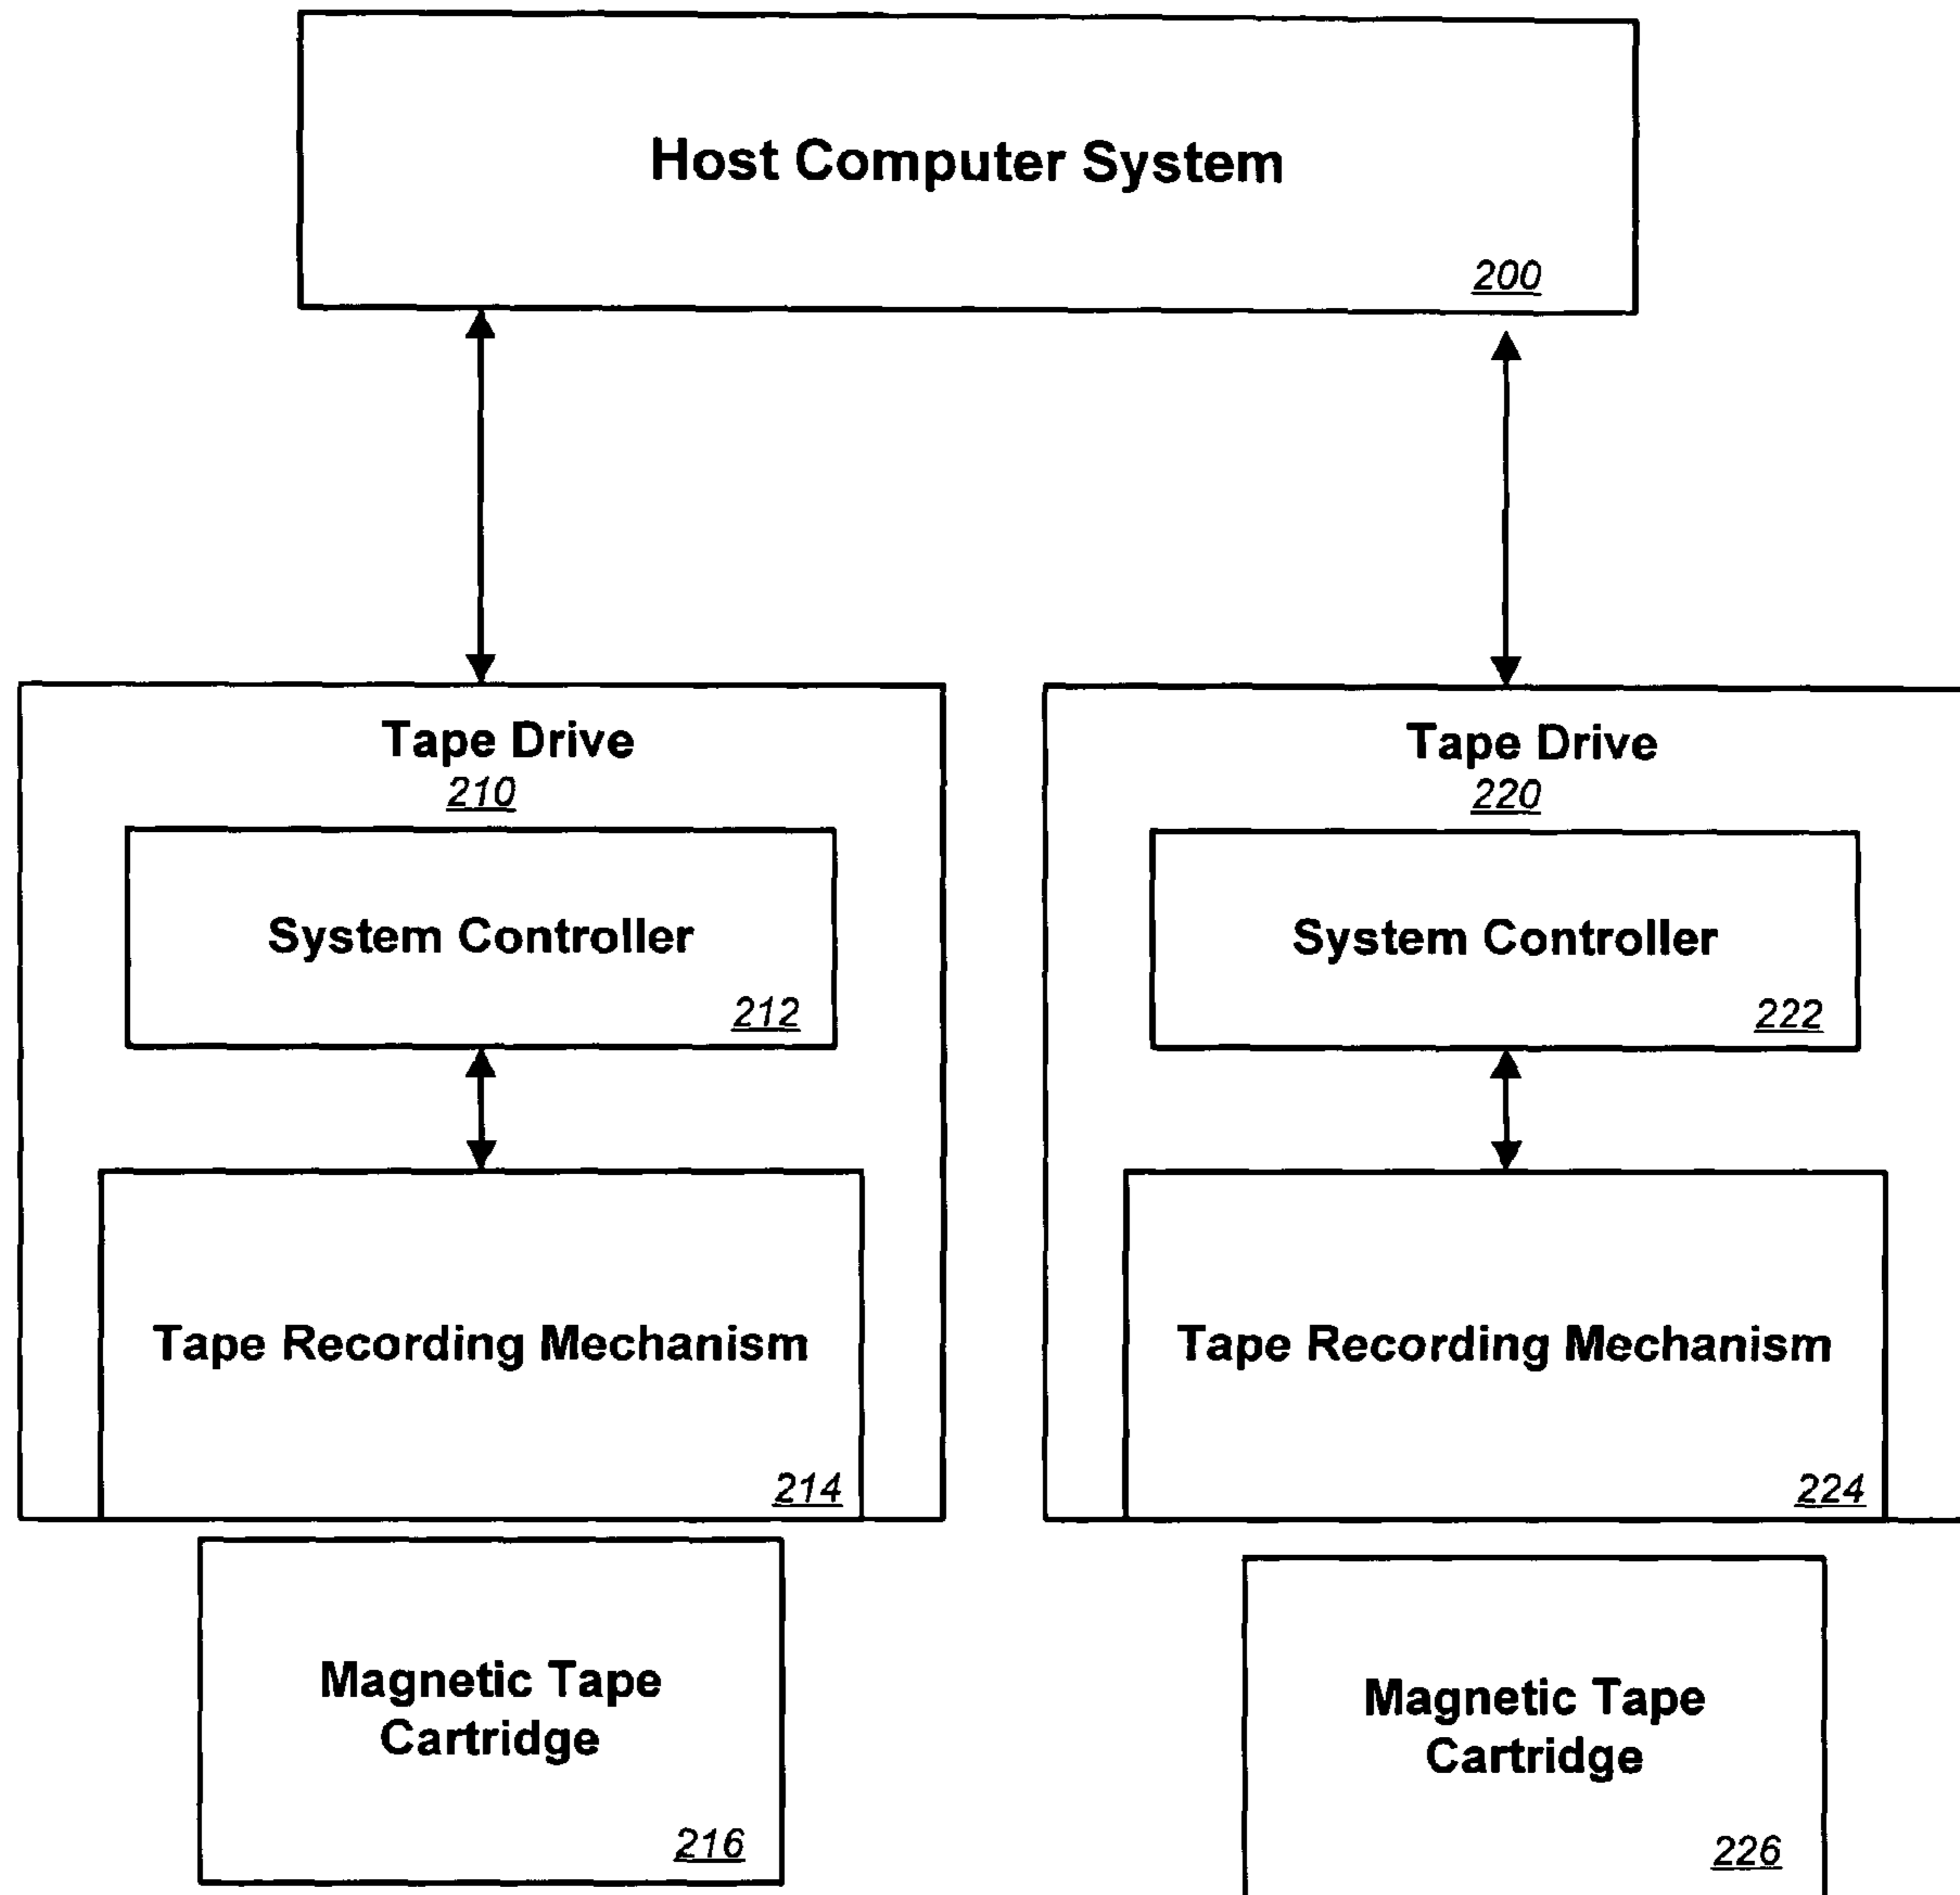 Host Computer System
200
Tape Drive
210
System Controller
212
Tape Recording Mechanism
214
Magnetic Tape
Cartridge
216
Tape Drive
220
System Controller
222
Tape Recording Mechanism
224
Magnetic Tape
Cartridge
226